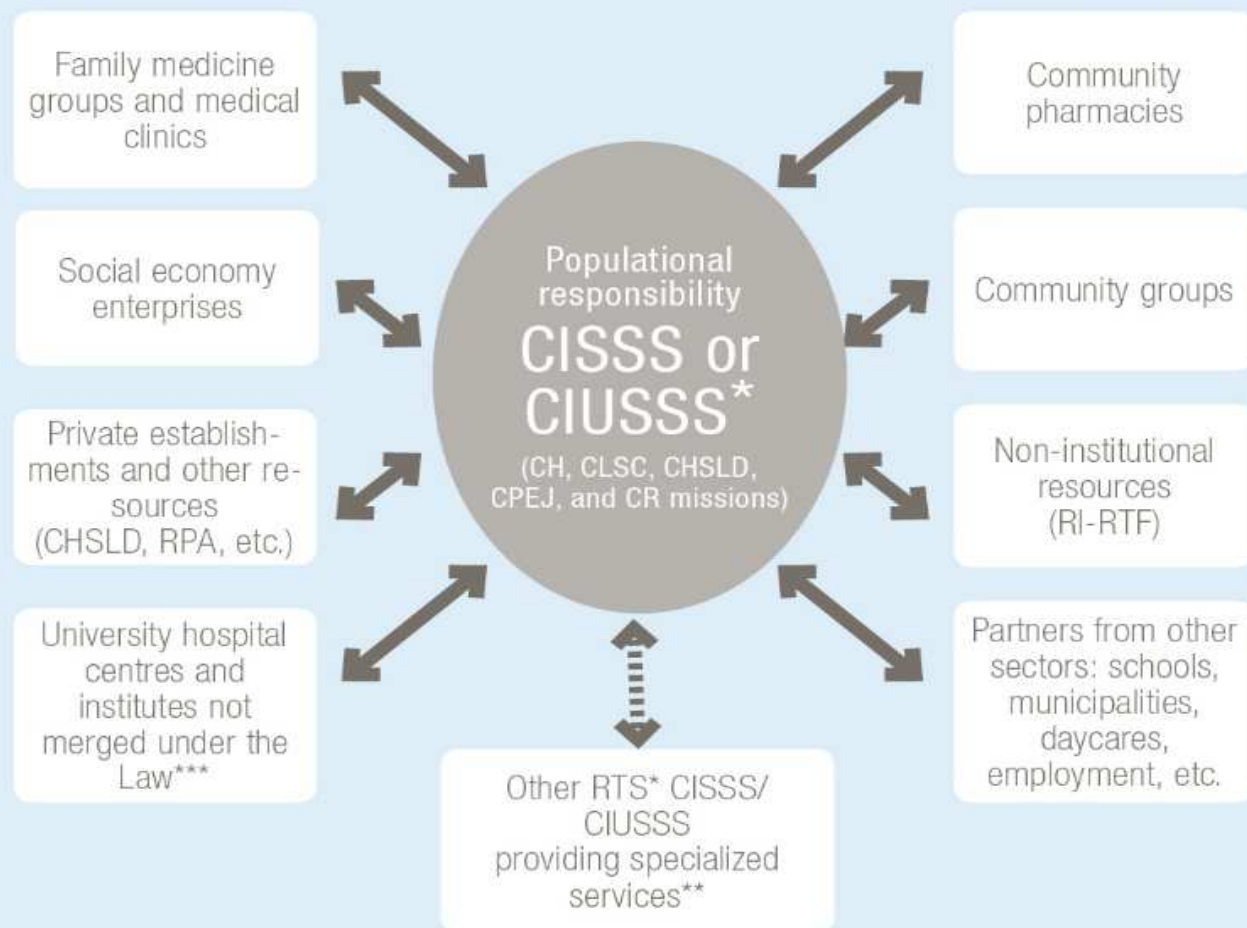 Family medicine
groups and medical
clinics
Social economy
enterprises
Private establish-
ments and other re-
sources
(CHSLD, RPA, etc.)
University hospital
centres and
institutes not
merged under the
Law***
Populational
responsibility
CISSS or
CIUSSS*
(CH, CLSC, CHSLD,
CPEJ, and CR missions)
Other RTS* CISSS/
CIUSSS
providing specialized
services**
Community
pharmacies
Community groups
Non-institutional
resources
(RI-RTF)
Partners from other
sectors: schools,
municipalities,
daycares,
employment, etc.